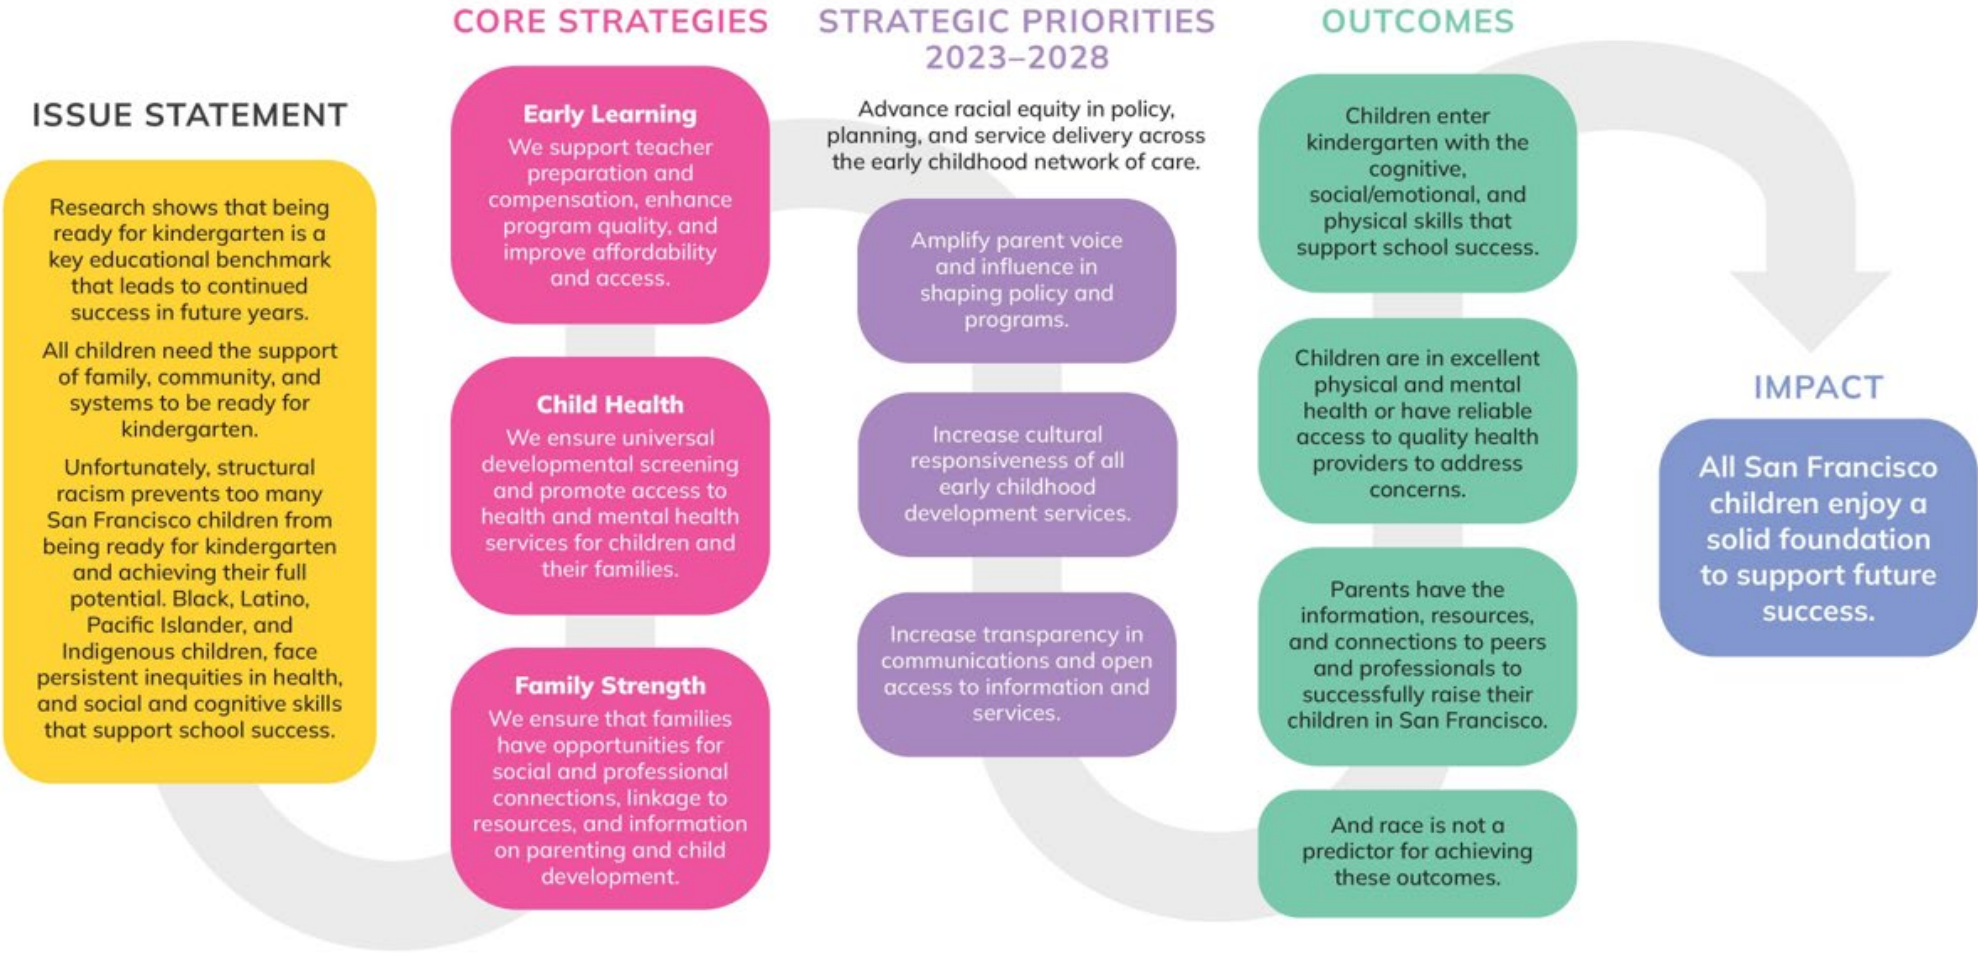 ISSUE STATEMENT
Research shows that being
ready for kindergarten is a
key educational benchmark
that leads to continued
success in future years.
All children need the support
of family, community, and
systems to be ready for
kindergarten.
Unfortunately, structural
racism prevents too many
San Francisco children from
being ready for kindergarten
and achieving their full
potential. Black, Latino,
Pacific Islander, and
Indigenous children, face
persistent inequities in health,
and social and cognitive skills
that support school success.
CORE STRATEGIES
Early Learning
We support teacher
preparation and
compensation, enhance
program quality, and
improve affordability
and access.
Child Health
We ensure universal
developmental screening
and promote access to
health and mental health
services for children and
their families.
Family Strength
We ensure that families
have opportunities for
social and professional
connections, linkage to
resources, and information
on parenting and child
development.
STRATEGIC PRIORITIES
2023–2028
Advance racial equity in policy,
planning, and service delivery across
the early childhood network of care.
Amplify parent voice
and influence in
shaping policy and
programs.
Increase cultural
responsiveness of all
early childhood
development services.
Increase transparency in
communications and open
access to information and
services.
OUTCOMES
Children enter
kindergarten with the
cognitive,
social/emotional, and
physical skills that
support school success.
Children are in excellent
physical and mental
health or have reliable
access to quality health
providers to address
concerns.
Parents have the
information, resources,
and connections to peers
and professionals to
successfully raise their
children in San Francisco.
And race is not a
predictor for achieving
these outcomes.
IMPACT
All San Francisco
children enjoy a
solid foundation
to support future
success.